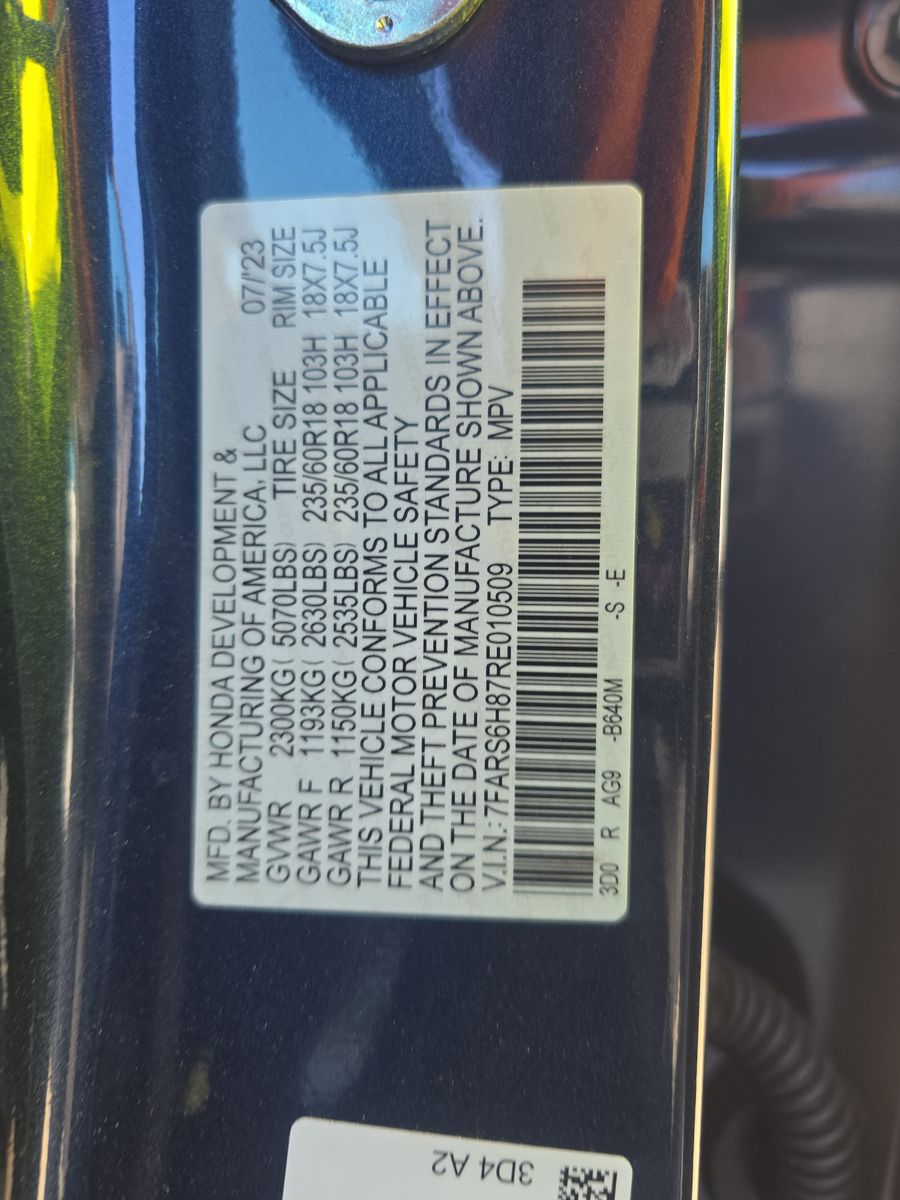 MFD. BY HONDA DEVELOPMENT &
MANUFACTURING OF AMERICA, LLC 07/'23
GVWR 2300KG ( 5070LBS) TIRE SIZE RIM SIZE
GAWR F 1193KG ( 2630LBS) 235/60R18 103H 18X7.5J
GAWR R 1150KG ( 2535LBS) 235/60R18 103H 18X7.5J
THIS VEHICLE CONFORMS TO ALL APPLICABLE
FEDERAL MOTOR VEHICLE SAFETY
AND THEFT PREVENTION STANDARDS IN EFFECT
ON THE DATE OF MANUFACTURE SHOWN ABOVE.
V.I.N.: 7FARS6H87RE010509 TYPE: MPV
3D0 R AG9 -B640M -S -E
3D4 A2